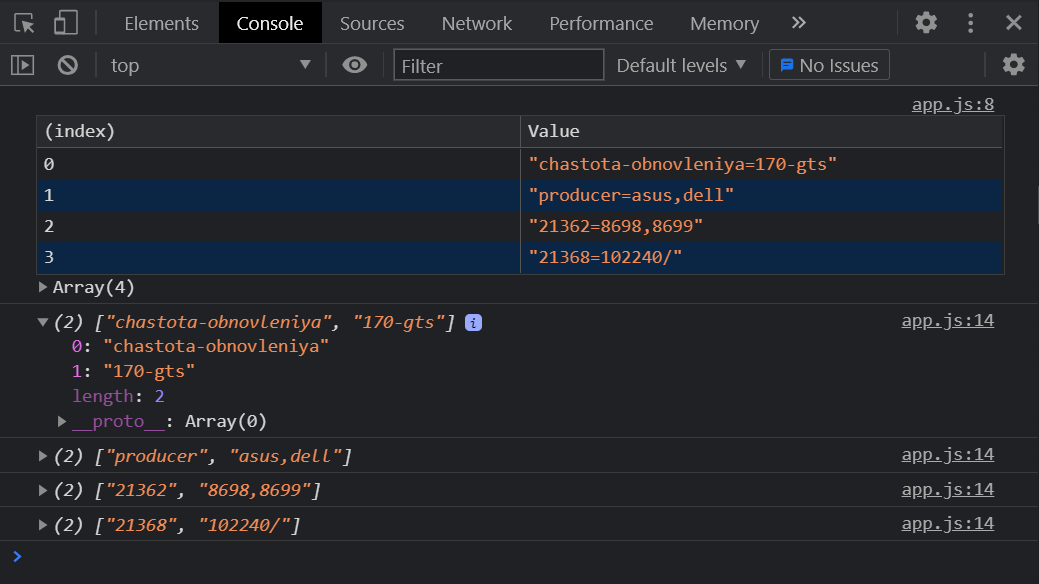 Elements Console Sources Network Performance Memory »
top Filter Default levels No Issues
app.js:8
(index) Value
0 "chastota-obnovleniya=170-gts"
1 "producer=asus,dell"
2 "21362=8698,8699"
3 "21368=102240/"
Array(4)
(2) ["chastota-obnovleniya", "170-gts"] i app.js:14
0: "chastota-obnovleniya"
1: "170-gts"
length: 2
__proto__: Array(0)
(2) ["producer", "asus,dell"] app.js:14
(2) ["21362", "8698,8699"] app.js:14
(2) ["21368", "102240/"] app.js:14
>